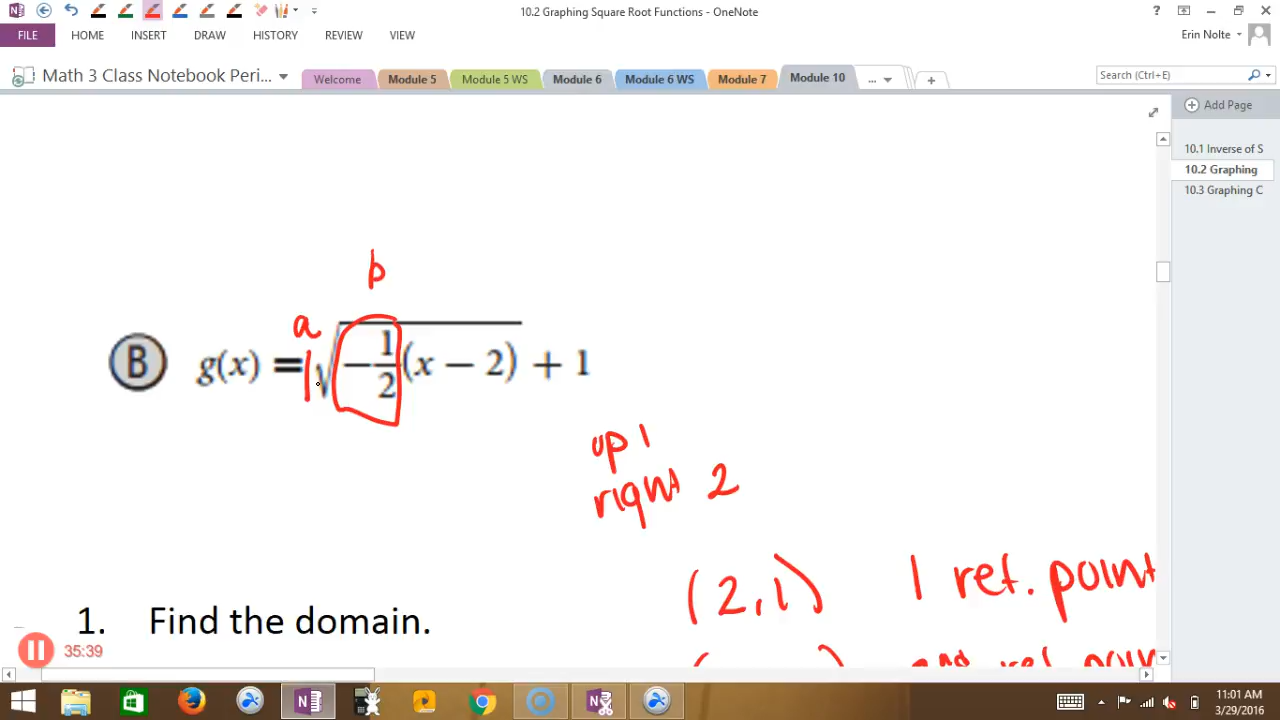 10.2 Graphing Square Root Functions - OneNote
?
FILE HOME INSERT DRAW HISTORY REVIEW VIEW
Erin Nolte
Math 3 Class Notebook Peri...
Welcome Module 5 Module 5 WS Module 6 Module 6 WS Module 7 Module 10 ... +
Search (Ctrl+E)
Add Page
10.1 Inverse of S
10.2 Graphing
10.3 Graphing C
b
a
B g(x) = 1√(-1/2(x − 2)) + 1
up 1
right 2
(2,1) 1 ref. point
1. Find the domain.
2nd ref. point
35:39
11:01 AM
3/29/2016